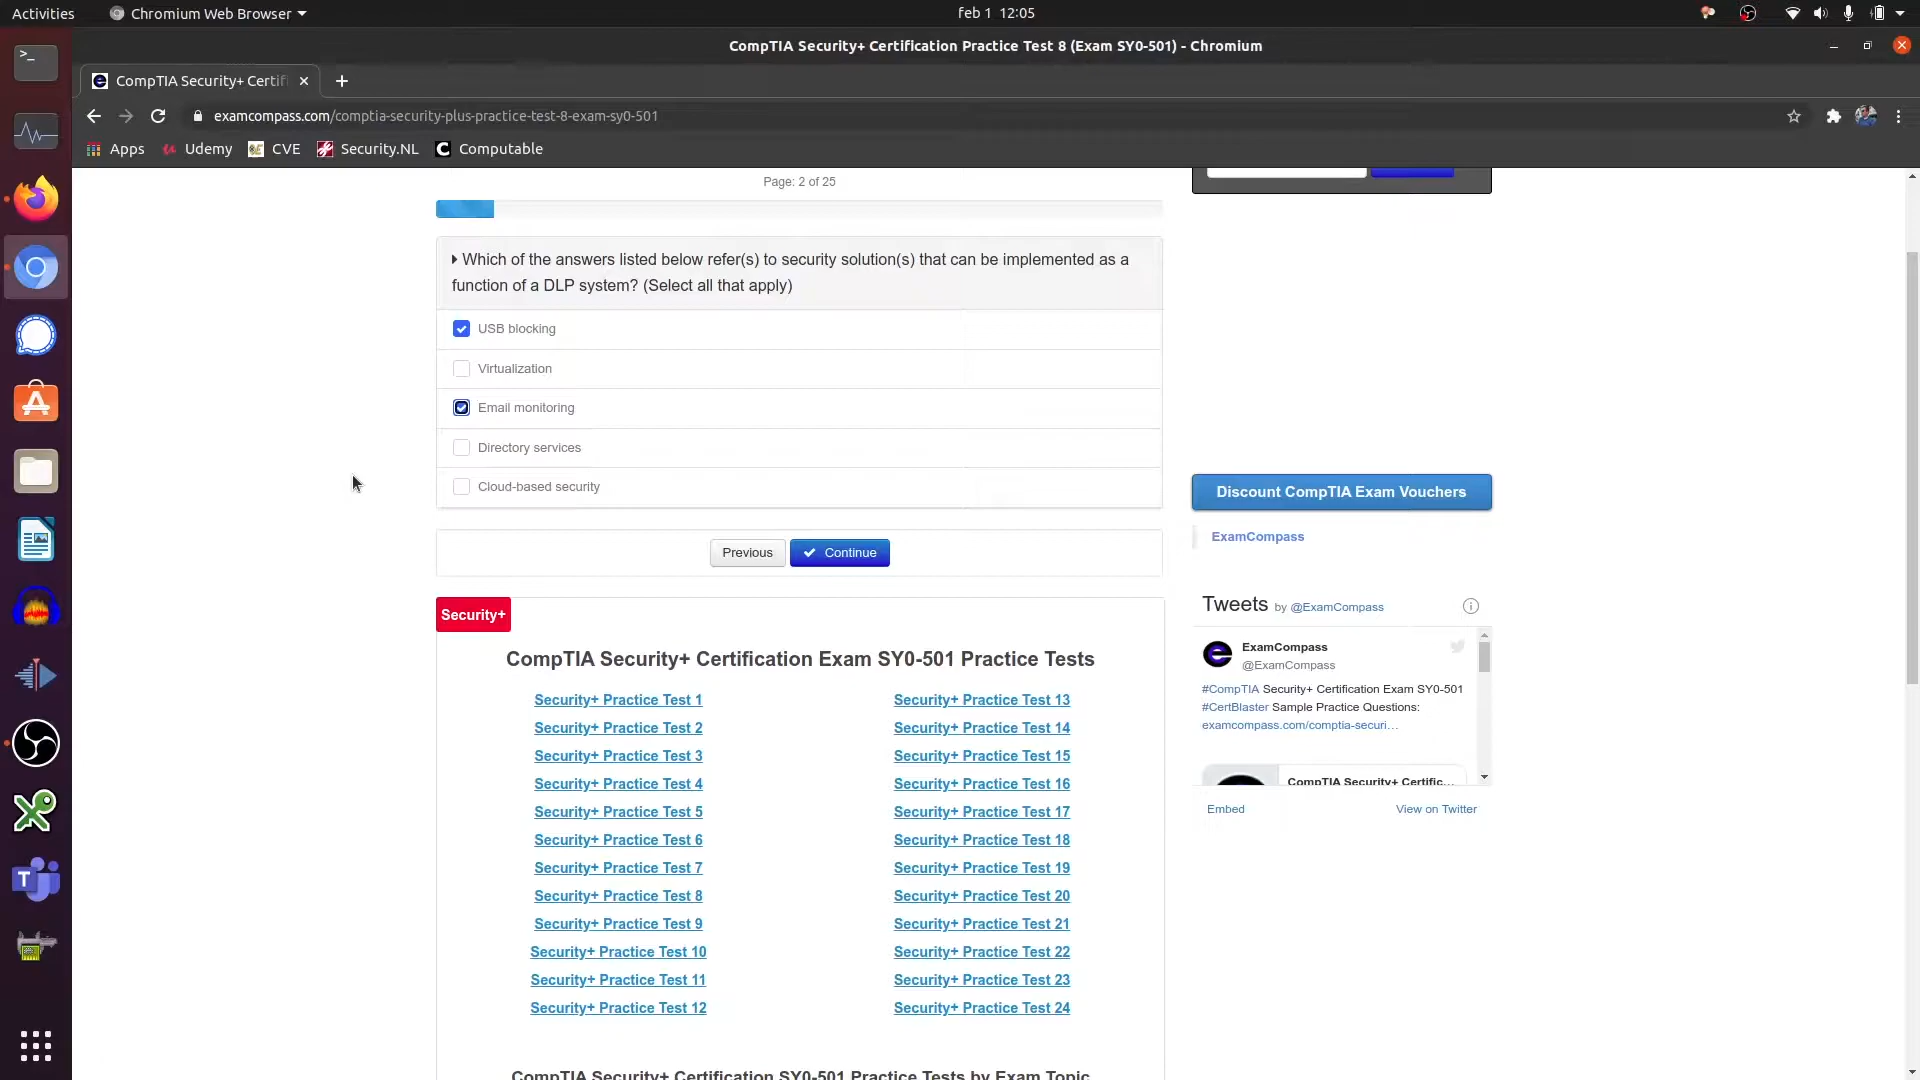 Activities
Chromium Web Browser
feb 1 12:05
CompTIA Security+ Certification Practice Test 8 (Exam SY0-501) - Chromium
CompTIA Security+ Certifi
examcompass.com/comptia-security-plus-practice-test-8-exam-sy0-501
Apps
Udemy
CVE
Security.NL
Computable
Page: 2 of 25
Which of the answers listed below refer(s) to security solution(s) that can be implemented as a
function of a DLP system? (Select all that apply)
USB blocking
Virtualization
Email monitoring
Directory services
Cloud-based security
Previous
Continue
Discount CompTIA Exam Vouchers
ExamCompass
Tweets by @ExamCompass
ExamCompass
@ExamCompass
#CompTIA Security+ Certification Exam SY0-501
#CertBlaster Sample Practice Questions:
examcompass.com/comptia-securi…
CompTIA Security+ Certific...
Embed
View on Twitter
Security+
CompTIA Security+ Certification Exam SY0-501 Practice Tests
Security+ Practice Test 1
Security+ Practice Test 2
Security+ Practice Test 3
Security+ Practice Test 4
Security+ Practice Test 5
Security+ Practice Test 6
Security+ Practice Test 7
Security+ Practice Test 8
Security+ Practice Test 9
Security+ Practice Test 10
Security+ Practice Test 11
Security+ Practice Test 12
Security+ Practice Test 13
Security+ Practice Test 14
Security+ Practice Test 15
Security+ Practice Test 16
Security+ Practice Test 17
Security+ Practice Test 18
Security+ Practice Test 19
Security+ Practice Test 20
Security+ Practice Test 21
Security+ Practice Test 22
Security+ Practice Test 23
Security+ Practice Test 24
CompTIA Security+ Certification SY0-501 Practice Tests by Exam Topic